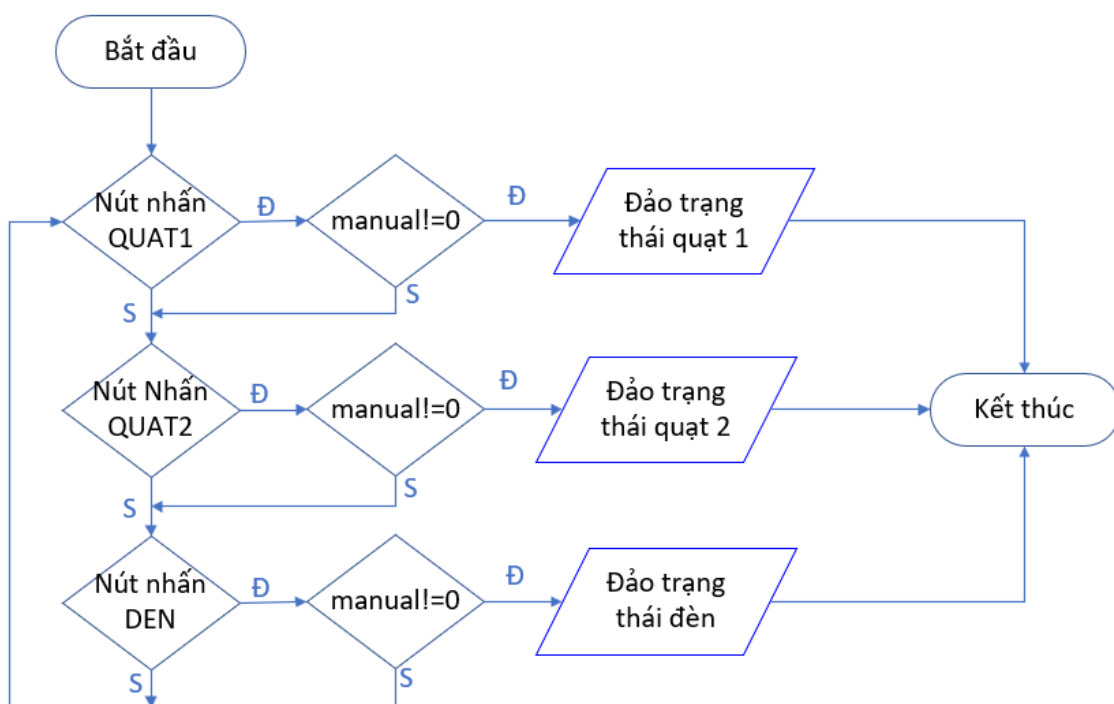 Bắt đầu
Nút nhấn
QUAT1
Đ
manual!=0
Đ
Đảo trạng
thái quạt 1
S
S
Nút Nhấn
QUAT2
Đ
manual!=0
Đ
Đảo trạng
thái quạt 2
Kết thúc
S
S
Nút nhấn
DEN
Đ
manual!=0
Đ
Đảo trạng
thái đèn
S
S